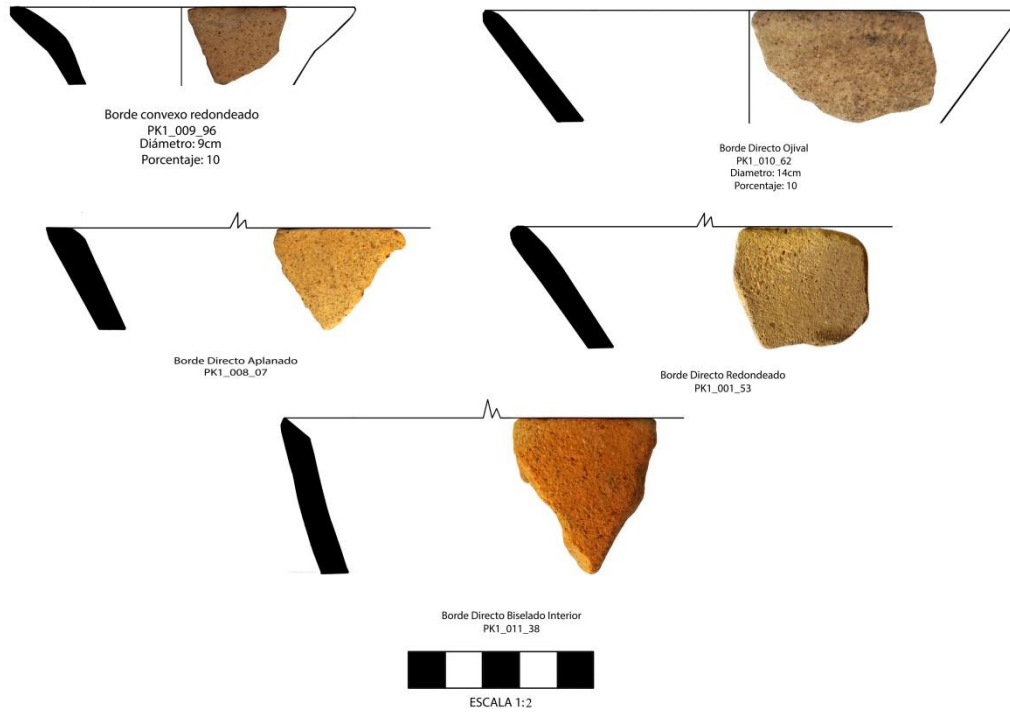 Borde convexo redondeado
PK1_009_96
Diámetro: 9cm
Porcentaje: 10
Borde Directo Ojival
PK1_010_62
Diametro: 14cm
Porcentaje: 10
Borde Directo Aplanado
PK1_008_07
Borde Directo Redondeado
PK1_001_53
Borde Directo Biselado Interior
PK1_011_38
ESCALA 1:2